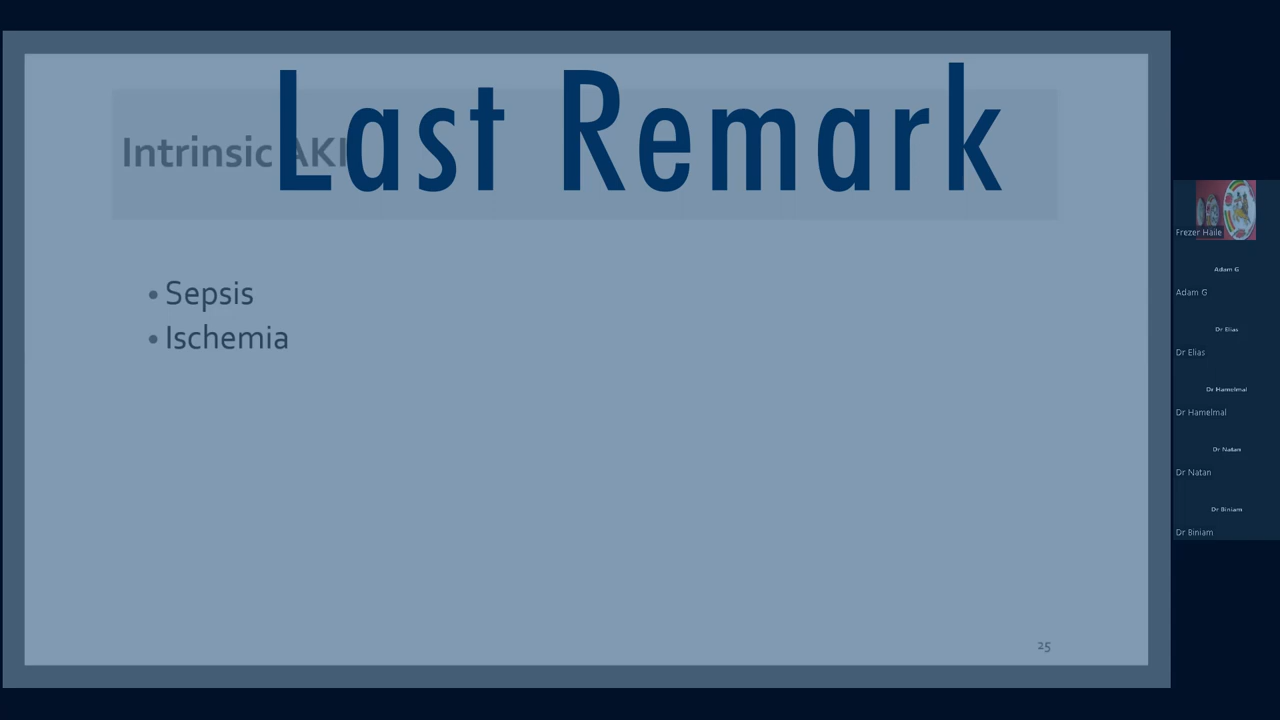 Last Remark
Intrinsic AKI
• Sepsis
• Ischemia
25
Frezer Haile
Adam G
Adam G
Dr Elias
Dr Elias
Dr Hamelmal
Dr Hamelmal
Dr Natan
Dr Natan
Dr Biniam
Dr Biniam